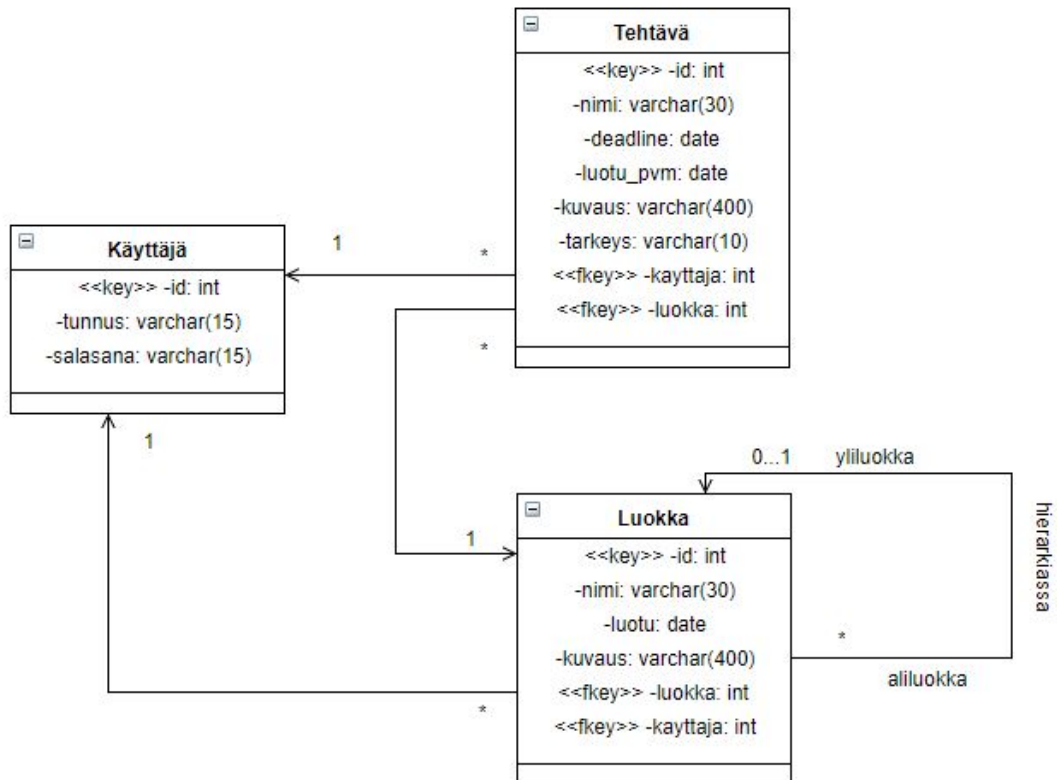 Tehtävä
<<key>> -id: int
-nimi: varchar(30)
-deadline: date
-luotu_pvm: date
-kuvaus: varchar(400)
-tarkeys: varchar(10)
<<fkey>> -kayttaja: int
<<fkey>> -luokka: int
Käyttäjä
<<key>> -id: int
-tunnus: varchar(15)
-salasana: varchar(15)
1
*
*
1
0...1 yliluokka
Luokka
<<key>> -id: int
-nimi: varchar(30)
-luotu: date
-kuvaus: varchar(400)
<<fkey>> -luokka: int
<<fkey>> -kayttaja: int
1
*
*
aliluokka
hierarkiassa